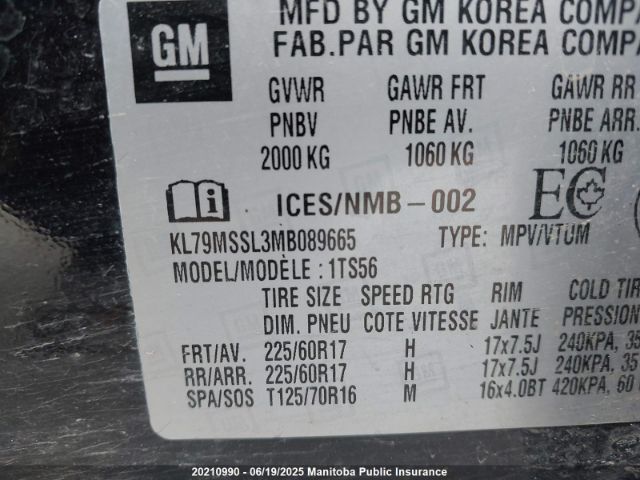 GM
MFD BY GM KOREA COMPA
FAB.PAR GM KOREA COMPA
GVWR GAWR FRT GAWR RR
PNBV PNBE AV. PNBE ARR.
2000 KG 1060 KG 1060 KG
ICES/NMB-002 EC
KL79MSSL3MB089665 TYPE: MPV/VTUM
MODEL/MODÈLE: 1TS56
TIRE SIZE SPEED RTG RIM COLD TIR
DIM. PNEU COTE VITESSE JANTE PRESSION
FRT/AV. 225/60R17 H 17x7.5J 240KPA, 35
RR/ARR. 225/60R17 H 17x7.5J 240KPA, 35
SPA/SOS T125/70R16 M 16x4.0BT 420KPA, 60
20210990 - 06/19/2025 Manitoba Public Insurance